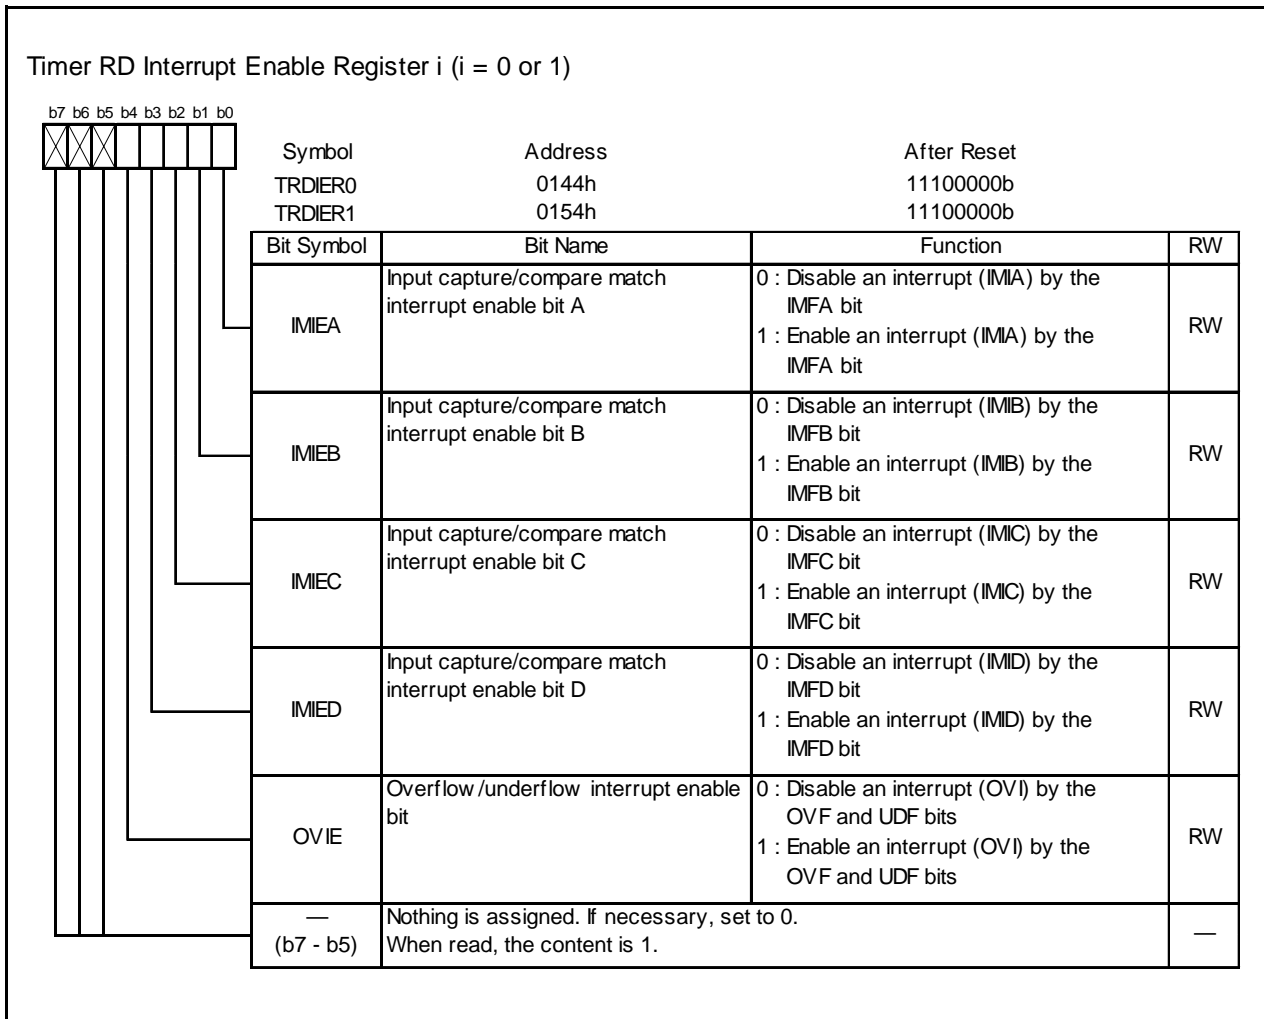 Timer RD Interrupt Enable Register i (i = 0 or 1)
b7 b6 b5 b4 b3 b2 b1 b0
Symbol Address After Reset
TRDIER0 0144h 11100000b
TRDIER1 0154h 11100000b
Bit Symbol Bit Name Function RW
IMIEA
Input capture/compare match
interrupt enable bit A
0 : Disable an interrupt (IMIA) by the
IMFA bit
1 : Enable an interrupt (IMIA) by the
IMFA bit
RW
IMIEB
Input capture/compare match
interrupt enable bit B
0 : Disable an interrupt (IMIB) by the
IMFB bit
1 : Enable an interrupt (IMIB) by the
IMFB bit
RW
IMIEC
Input capture/compare match
interrupt enable bit C
0 : Disable an interrupt (IMIC) by the
IMFC bit
1 : Enable an interrupt (IMIC) by the
IMFC bit
RW
IMIED
Input capture/compare match
interrupt enable bit D
0 : Disable an interrupt (IMID) by the
IMFD bit
1 : Enable an interrupt (IMID) by the
IMFD bit
RW
OVIE
Overflow/underflow interrupt enable
bit
0 : Disable an interrupt (OVI) by the
OVF and UDF bits
1 : Enable an interrupt (OVI) by the
OVF and UDF bits
RW
—
(b7 - b5)
Nothing is assigned. If necessary, set to 0.
When read, the content is 1.
—